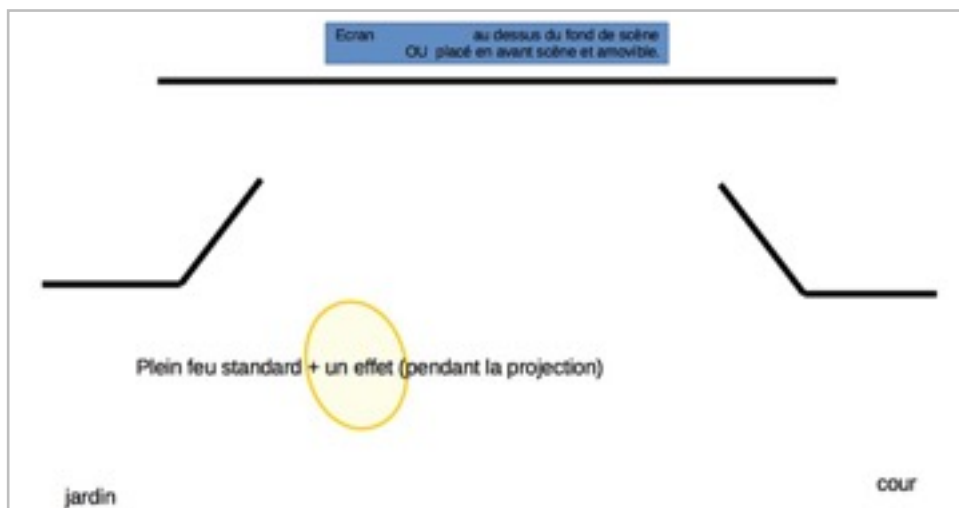 Ecran au dessus du fond de scène
OU placé en avant scène et amovible.
Plein feu standard + un effet (pendant la projection)
jardin
cour